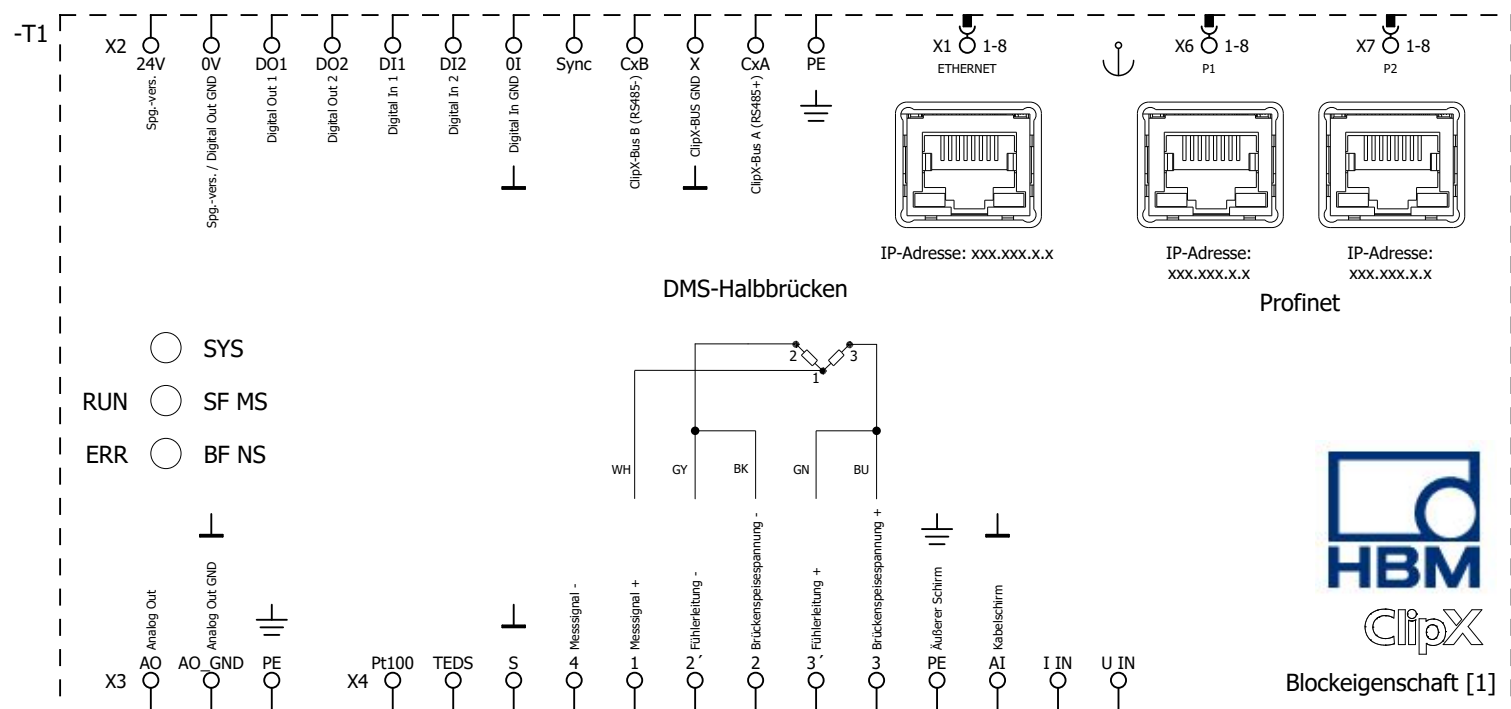 -T1
X2
24V
0V
DO1
DO2
DI1
DI2
0I
Sync
CxB
X
CxA
PE
X1 1-8
ETHERNET
X6 1-8
P1
X7 1-8
P2
Spg.-vers.
Spg.-vers. / Digital Out GND
Digital Out 1
Digital Out 2
Digital In 1
Digital In 2
Digital In GND
ClipX-Bus B (RS485-)
ClipX-BUS GND
ClipX-Bus A (RS485+)
IP-Adresse: xxx.xxx.x.x
IP-Adresse:
xxx.xxx.x.x
IP-Adresse:
xxx.xxx.x.x
Profinet
DMS-Halbbrücken
2
3
1
SYS
RUN SF MS
ERR BF NS
WH
GY
BK
GN
BU
HBM
ClipX
Blockeigenschaft [1]
Analog Out
Analog Out GND
Messsignal -
Messsignal +
Fühlerleitung -
Brückenspeisespannung -
Fühlerleitung +
Brückenspeisespannung +
Äußerer Schirm
Kabelschirm
X3
AO
AO_GND
PE
X4
Pt100
TEDS
S
4
1
2´
2
3´
3
PE
AI
I IN
U IN